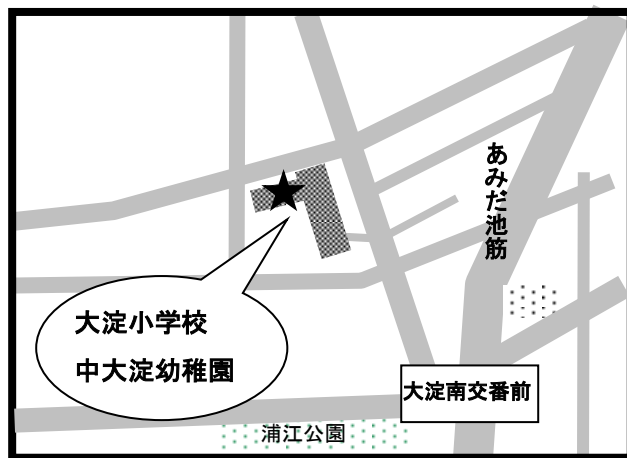 あみだ池筋
大淀小学校
中大淀幼稚園
大淀南交番前
浦江公園